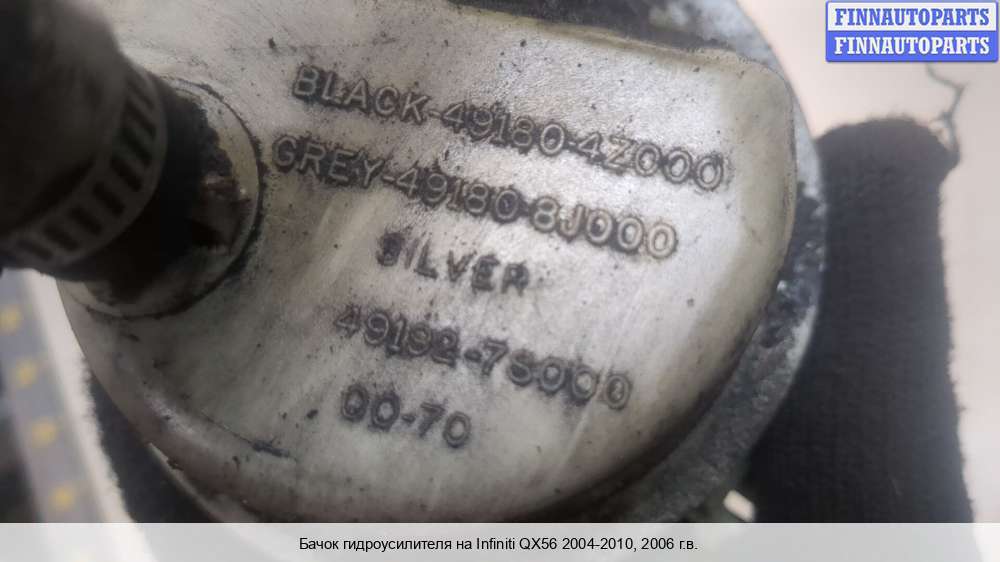 FINNAUTOPARTS
FINNAUTOPARTS
BLACK-49180-4Z000
GREY-49180-8J000
SILVER
49182-7S000
00-70
Бачок гидроусилителя на Infiniti QX56 2004-2010, 2006 г.в.